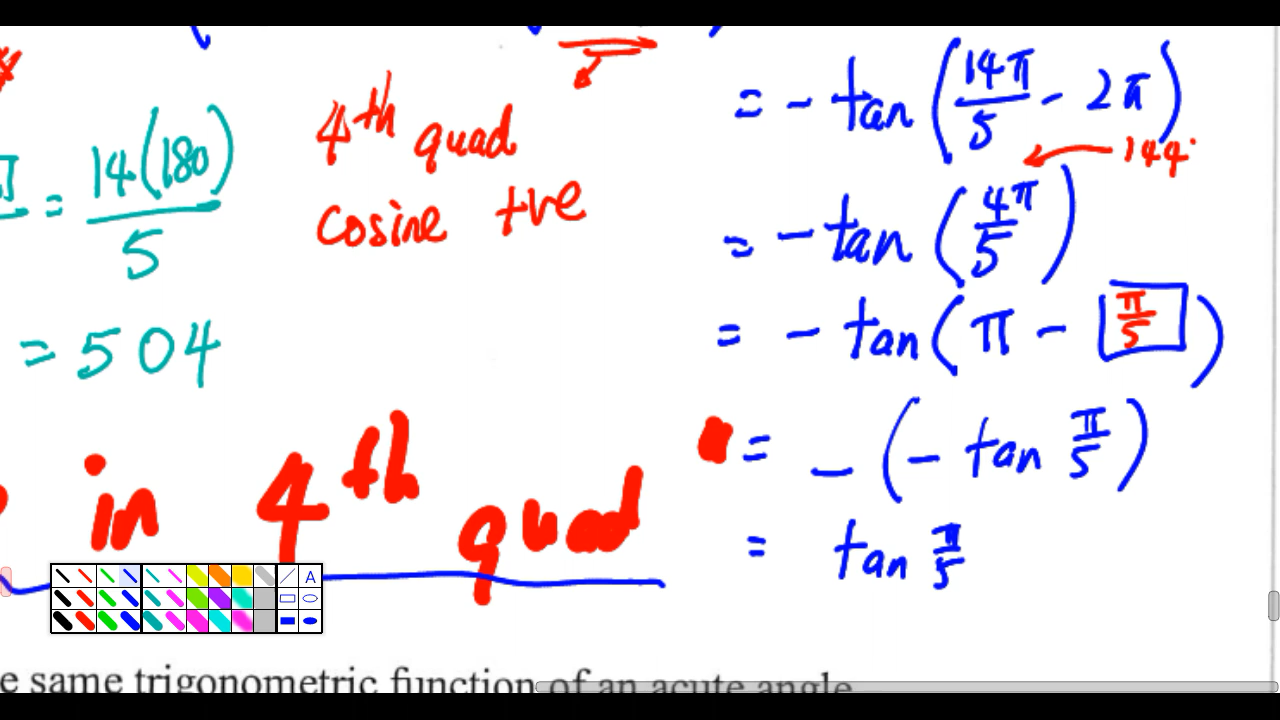 = 14(180)/5
= 504
4th quad
cosine +ve
in 4th quad
= - tan (14π/5 - 2π)
144°
= - tan (4π/5)
= - tan (π - π/5)
= - (- tan π/5)
= tan π/5
A
e same trigonometric function of an acute angle